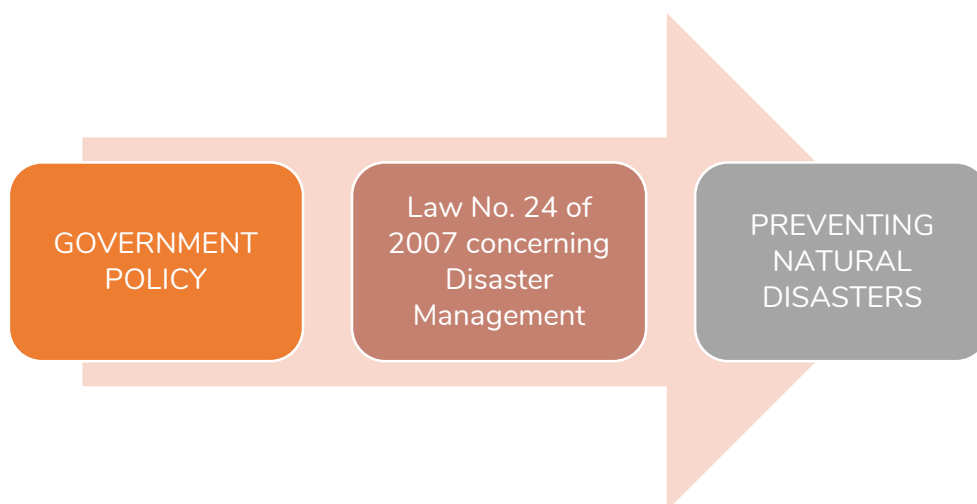 GOVERNMENT
POLICY
Law No. 24 of
2007 concerning
Disaster
Management
PREVENTING
NATURAL
DISASTERS